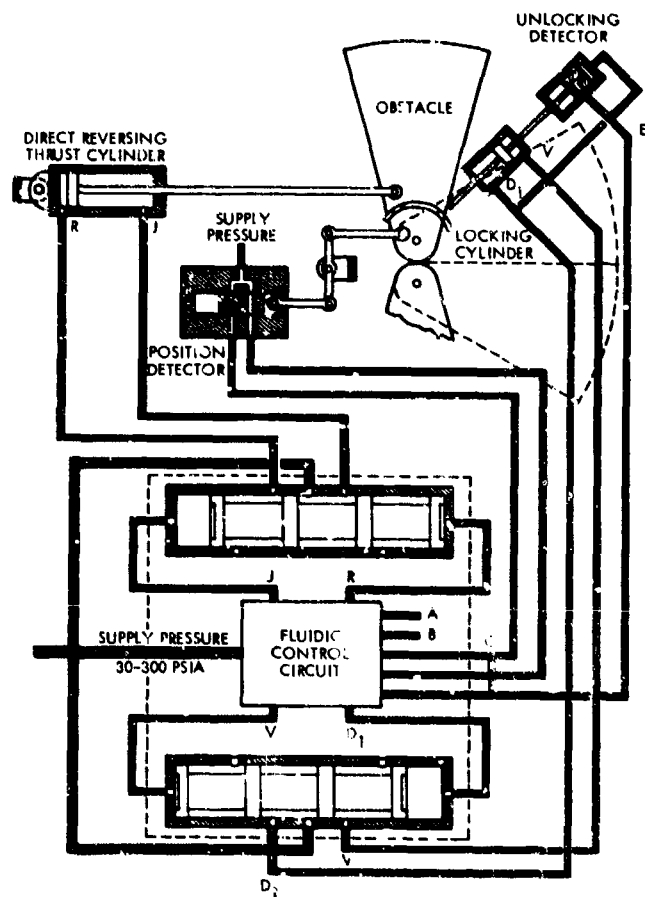 UNLOCKING
DETECTOR
OBSTACLE
E
DIRECT REVERSING
THRUST CYLINDER
V
D1
R
J
SUPPLY
PRESSURE
LOCKING
CYLINDER
POSITION
DETECTOR
J
R
A
B
SUPPLY PRESSURE
30-300 PSIA
FLUIDIC
CONTROL
CIRCUIT
V
D1
V